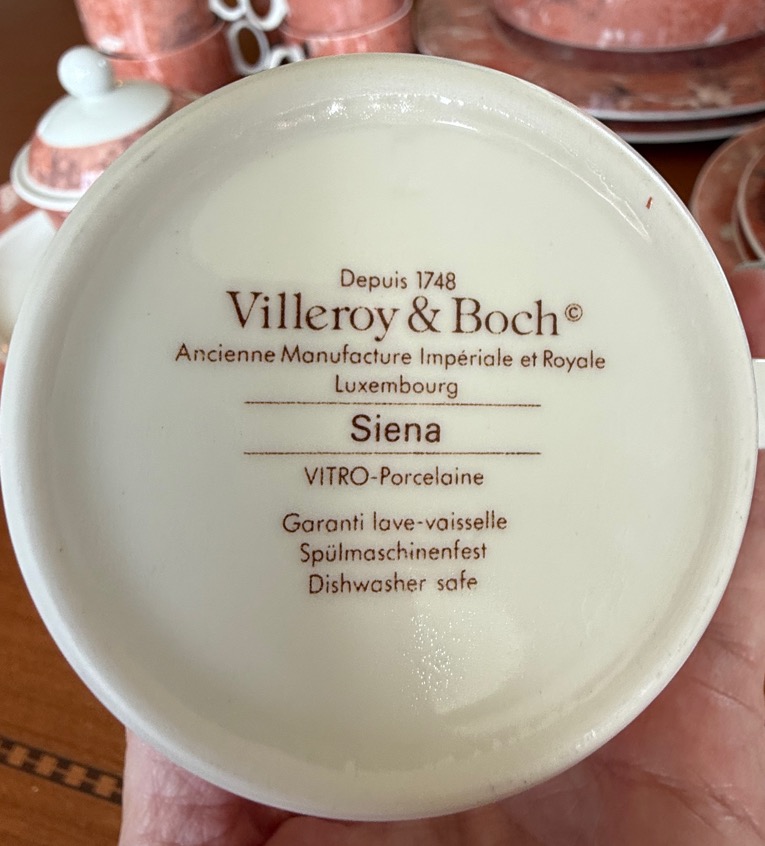 Depuis 1748
Villeroy & Boch©
Ancienne Manufacture Impériale et Royale
Luxembourg
Siena
VITRO-Porcelaine
Garanti lave-vaisselle
Spülmaschinenfest
Dishwasher safe